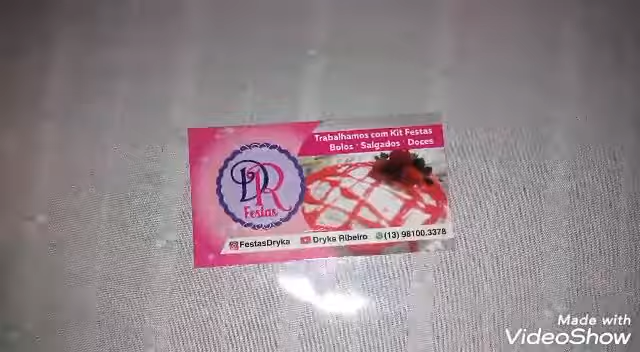 Trabalhamos com Kit Festas
Bolos · Salgados · Doces
DR
Festas
FestasDryka
Dryka Ribeiro
(13) 98100.3378
Made with
VideoShow